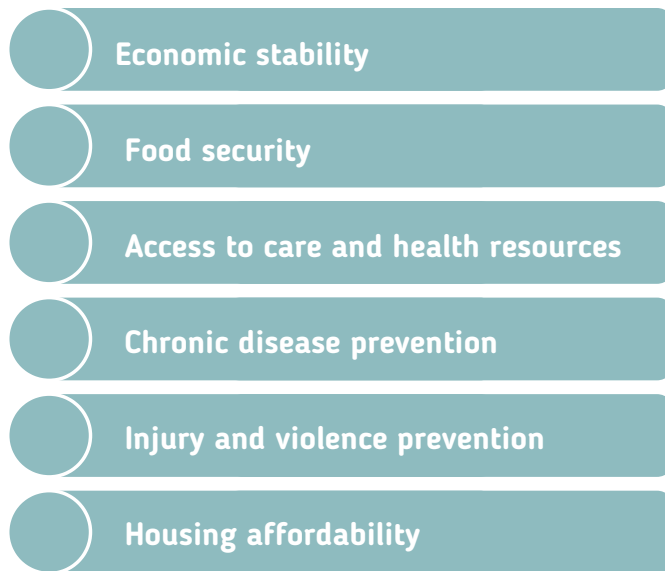 Economic stability
Food security
Access to care and health resources
Chronic disease prevention
Injury and violence prevention
Housing affordability